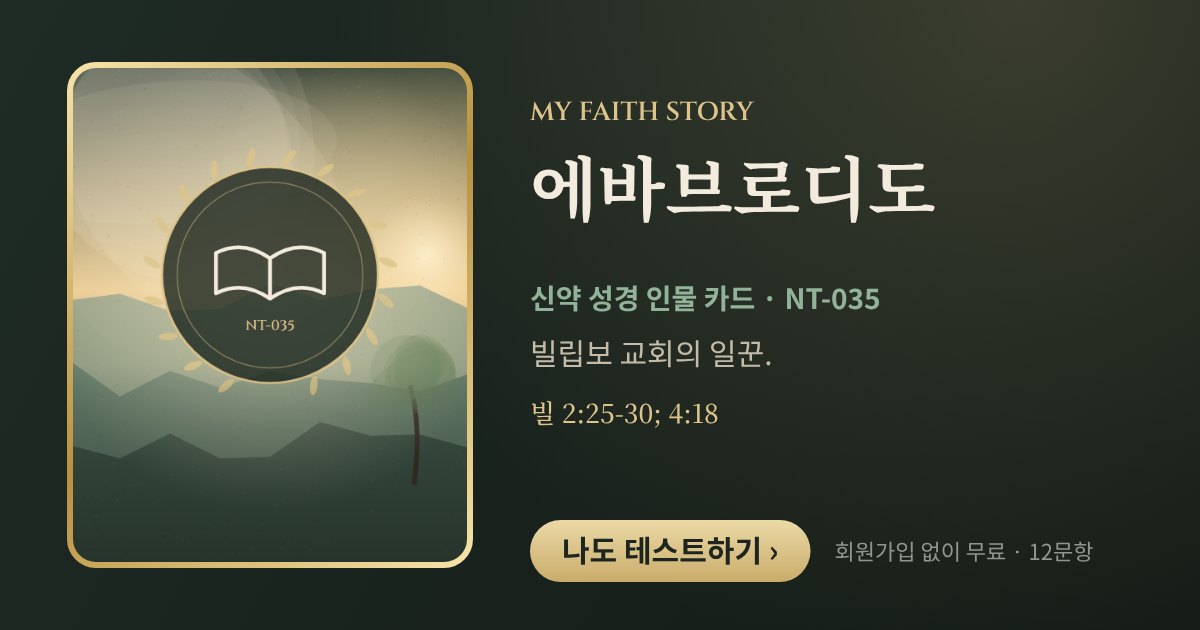 NT-035
MY FAITH STORY
에바브로디도
신약 성경 인물 카드 · NT-035
빌립보 교회의 일꾼.
빌 2:25-30; 4:18
나도 테스트하기 ›
회원가입 없이 무료 · 12문항